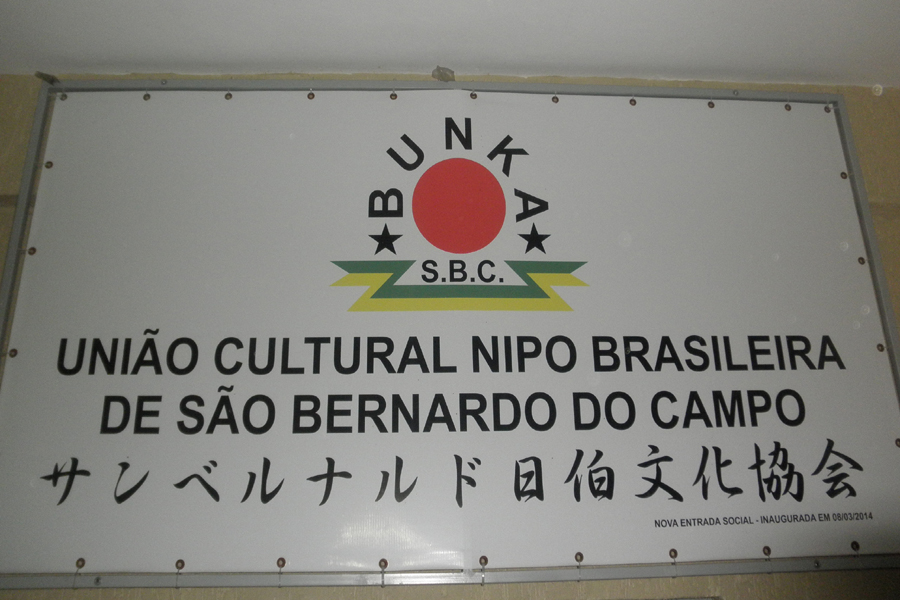 BUNKA
S.B.C.
UNIÃO CULTURAL NIPO BRASILEIRA
DE SÃO BERNARDO DO CAMPO
サンベルナルド日伯文化協会
NOVA ENTRADA SOCIAL - INAUGURADA EM 08/03/2014